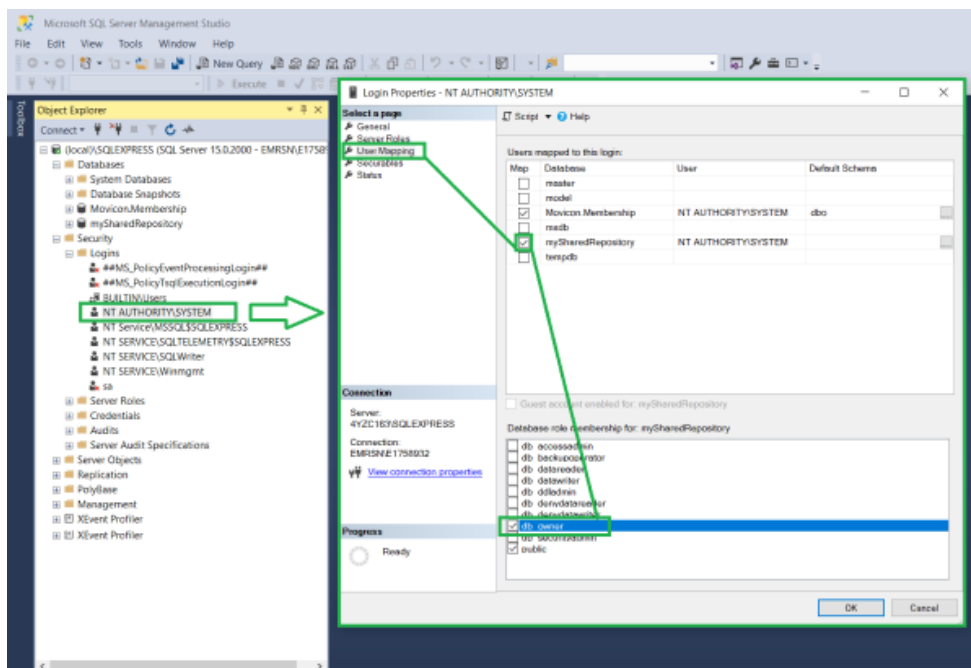 Microsoft SQL Server Management Studio
File Edit View Tools Window Help
New Query
Execute
Toolbox
Object Explorer
Connect
(local)\SQLEXPRESS (SQL Server 15.0.2000 - EMRSN\E1758
Databases
System Databases
Database Snapshots
Movicon.Membership
mySharedRepository
Security
Logins
##MS_PolicyEventProcessingLogin##
##MS_PolicyTsqlExecutionLogin##
BUILTIN\Users
NT AUTHORITY\SYSTEM
NT Service\MSSQL$SQLEXPRESS
NT SERVICE\SQLTELEMETRY$SQLEXPRESS
NT SERVICE\SQLWriter
NT SERVICE\Winmgmt
sa
Server Roles
Credentials
Audits
Server Audit Specifications
Server Objects
Replication
PolyBase
Management
XEvent Profiler
XEvent Profiler
Login Properties - NT AUTHORITY\SYSTEM
Select a page
General
Server Roles
User Mapping
Securables
Status
Script Help
Users mapped to this login:
Map Database User Default Schema
master
model
Movicon.Membership NT AUTHORITY\SYSTEM dbo
msdb
mySharedRepository NT AUTHORITY\SYSTEM
tempdb
Guest account enabled for: mySharedRepository
Database role membership for: mySharedRepository
db_accessadmin
db_backupoperator
db_datareader
db_datawriter
db_ddladmin
db_denydatareader
db_denydatawriter
db_owner
db_securityadmin
public
Connection
Server:
4YZC163\SQLEXPRESS
Connection:
EMRSN\E1758932
View connection properties
Progress
Ready
OK Cancel